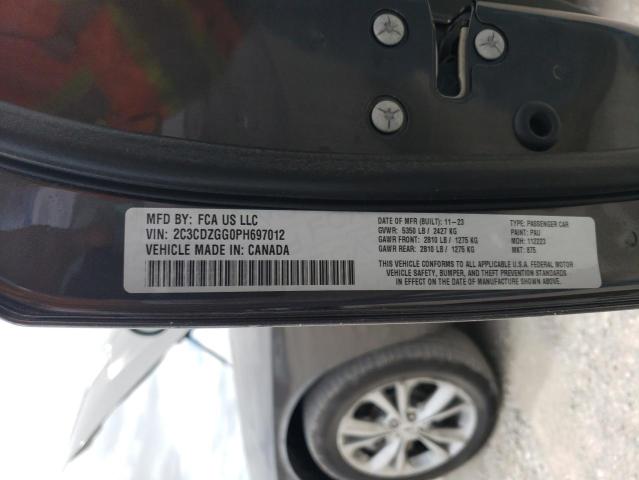 MFD BY: FCA US LLC
VIN: 2C3CDZGG0PH697012
VEHICLE MADE IN: CANADA
DATE OF MFR (BUILT): 11-23
GVWR: 5350 LB / 2427 KG
GAWR FRONT: 2810 LB / 1275 KG
GAWR REAR: 2810 LB / 1275 KG
TYPE: PASSENGER CAR
PAINT: PAU
MDH: 112223
MKT: 875
THIS VEHICLE CONFORMS TO ALL APPLICABLE U.S.A. FEDERAL MOTOR
VEHICLE SAFETY, BUMPER, AND THEFT PREVENTION STANDARDS
IN EFFECT ON THE DATE OF MANUFACTURE SHOWN ABOVE.